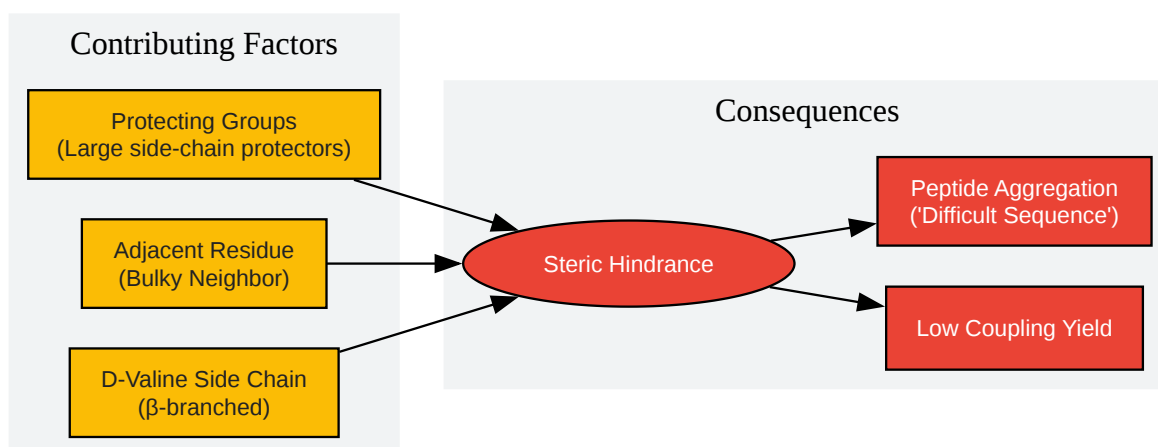 Contributing Factors
Protecting Groups
(Large side-chain protectors)
Adjacent Residue
(Bulky Neighbor)
D-Valine Side Chain
(β-branched)
Steric Hindrance
Consequences
Peptide Aggregation
('Difficult Sequence')
Low Coupling Yield